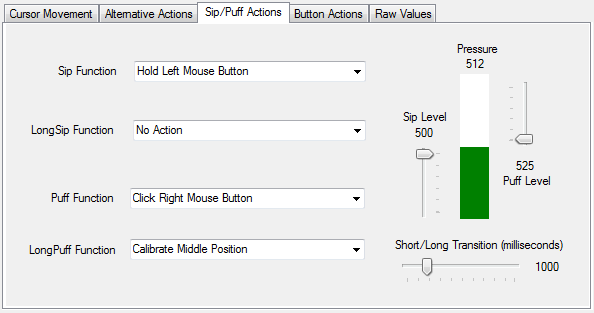 Cursor Movement Alternative Actions Sip/Puff Actions Button Actions Raw Values
Sip Function Hold Left Mouse Button
LongSip Function No Action
Puff Function Click Right Mouse Button
LongPuff Function Calibrate Middle Position
Pressure
512
Sip Level
500
525
Puff Level
Short/Long Transition (milliseconds)
1000